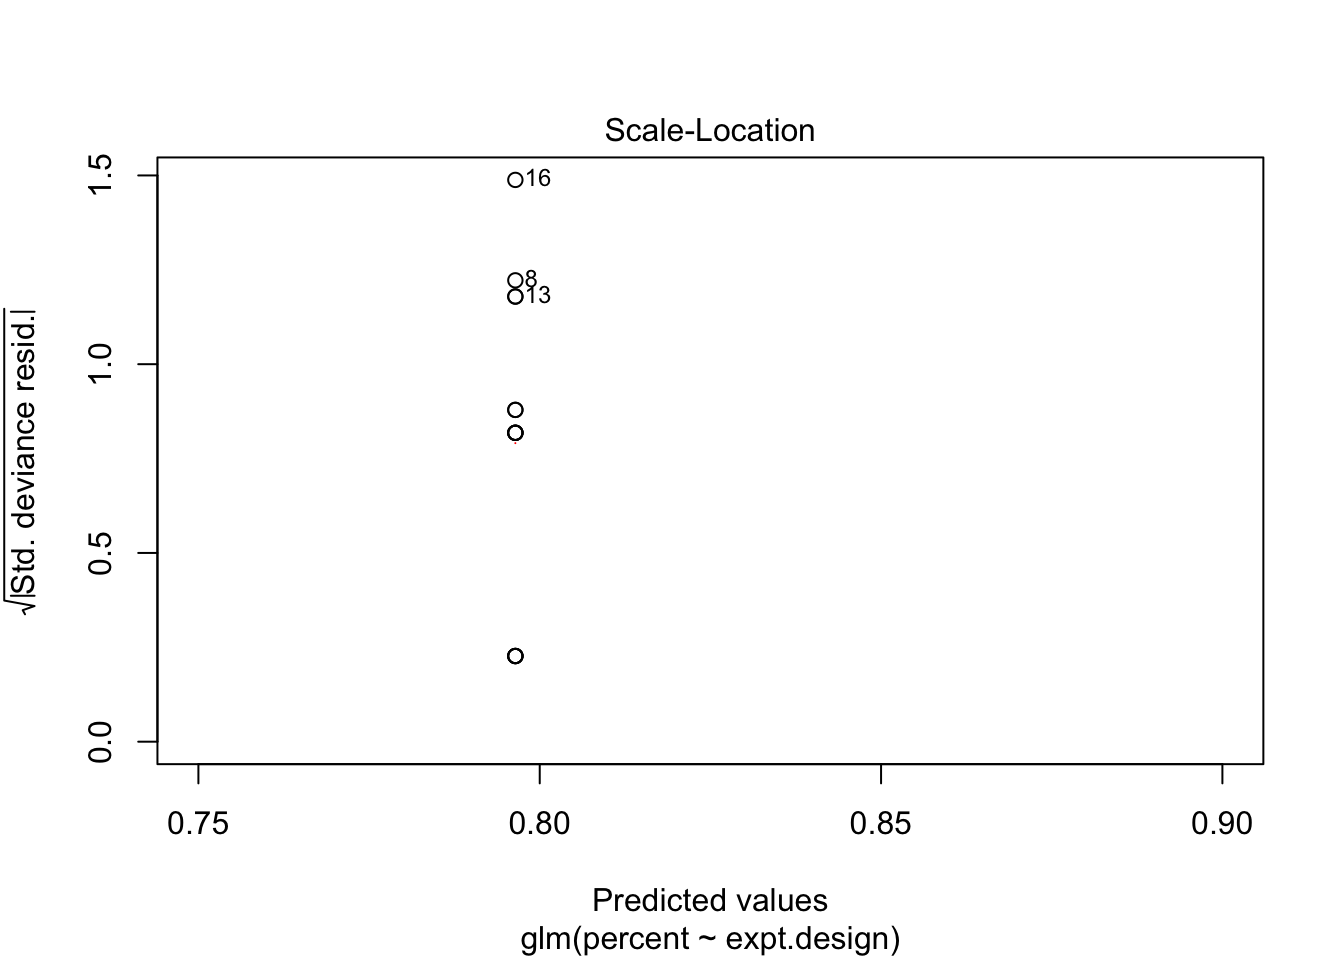 Scale-Location
√|Std. deviance resid.|
1.5
1.0
0.5
0.0
16
8
13
0.75 0.80 0.85 0.90
Predicted values
glm(percent ~ expt.design)